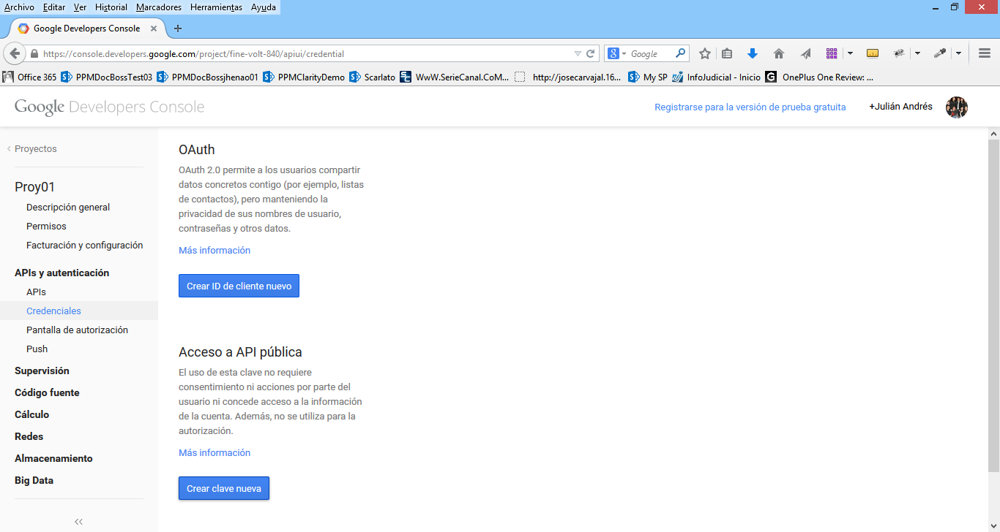 Archivo Editar Ver Historial Marcadores Herramientas Ayuda
Google Developers Console
https://console.developers.google.com/project/fine-volt-840/apiui/credential
8 Google
Office 365 PPMDocBossTest03 PPMDocBossjhenao01 PPMClarityDemo Scarlato WwW.SerieCanal.CoM... http://josecarvajal.16... My SP InfoJudicial - Inicio G OnePlus One Review: ...
Google Developers Console
Registrarse para la versión de prueba gratuita +Julián Andrés
Proyectos
Proy01
Descripción general
Permisos
Facturación y configuración
APIs y autenticación
APIs
Credenciales
Pantalla de autorización
Push
Supervisión
Código fuente
Cálculo
Redes
Almacenamiento
Big Data
OAuth
OAuth 2.0 permite a los usuarios compartir
datos concretos contigo (por ejemplo, listas
de contactos), pero manteniendo la
privacidad de sus nombres de usuario,
contraseñas y otros datos.
Más información
Crear ID de cliente nuevo
Acceso a API pública
El uso de esta clave no requiere
consentimiento ni acciones por parte del
usuario ni concede acceso a la información
de la cuenta. Además, no se utiliza para la
autorización.
Más información
Crear clave nueva